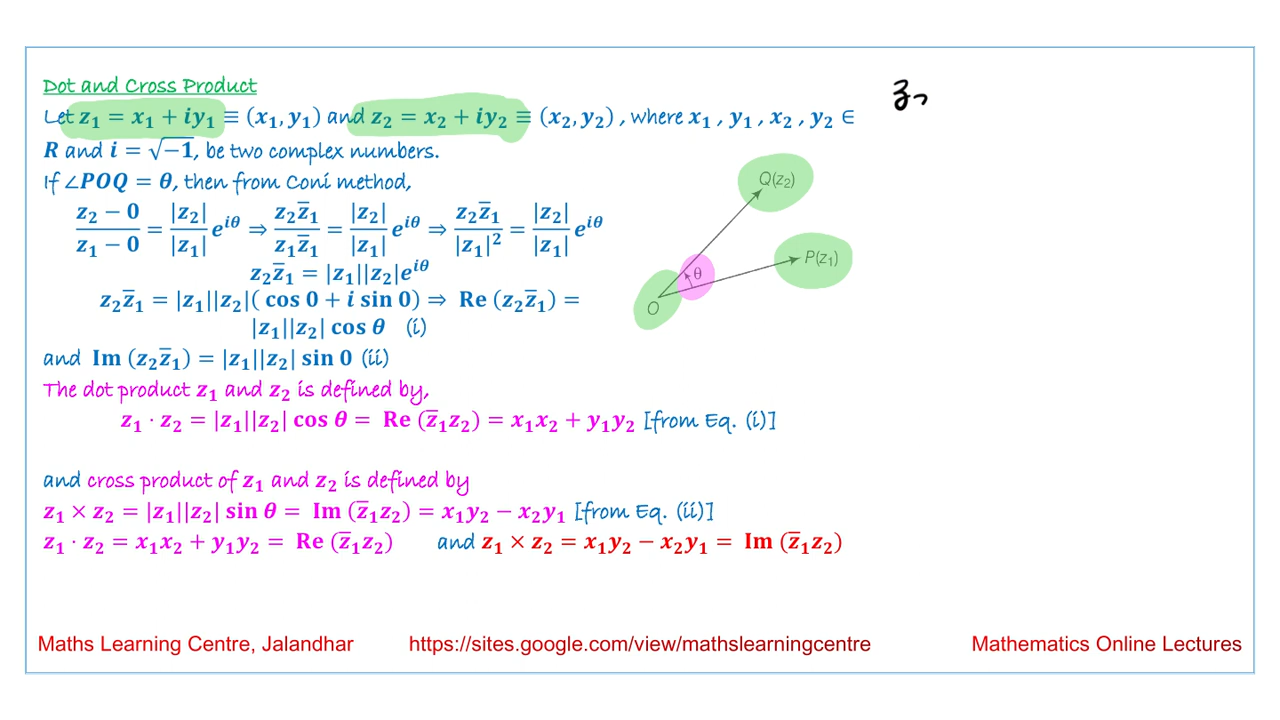 Dot and Cross Product
Let z₁ = x₁ + iy₁ ≡ (x₁, y₁) and z₂ = x₂ + iy₂ ≡ (x₂, y₂) , where x₁ , y₁ , x₂ , y₂ ∈
R and i = √−1, be two complex numbers.
If ∠POQ = θ, then from Coni method,
(z₂ − 0)/(z₁ − 0) = |z₂|/|z₁| e^{iθ} ⇒ z₂z̅₁/z₁z̅₁ = |z₂|/|z₁| e^{iθ} ⇒ z₂z̅₁/|z₁|² = |z₂|/|z₁| e^{iθ}
z₂z̅₁ = |z₁||z₂|e^{iθ}
z₂z̅₁ = |z₁||z₂|( cos 0 + i sin 0) ⇒ Re (z₂z̅₁) =
|z₁||z₂| cos θ (i)
and Im (z₂z̅₁) = |z₁||z₂| sin 0 (ii)
The dot product z₁ and z₂ is defined by,
z₁ · z₂ = |z₁||z₂| cos θ = Re (z̅₁z₂) = x₁x₂ + y₁y₂ [from Eq. (i)]
and cross product of z₁ and z₂ is defined by
z₁ × z₂ = |z₁||z₂| sin θ = Im (z̅₁z₂) = x₁y₂ − x₂y₁ [from Eq. (ii)]
z₁ · z₂ = x₁x₂ + y₁y₂ = Re (z̅₁z₂) and z₁ × z₂ = x₁y₂ − x₂y₁ = Im (z̅₁z₂)
Q(z₂)
P(z₁)
θ
O
Maths Learning Centre, Jalandhar https://sites.google.com/view/mathslearningcentre Mathematics Online Lectures